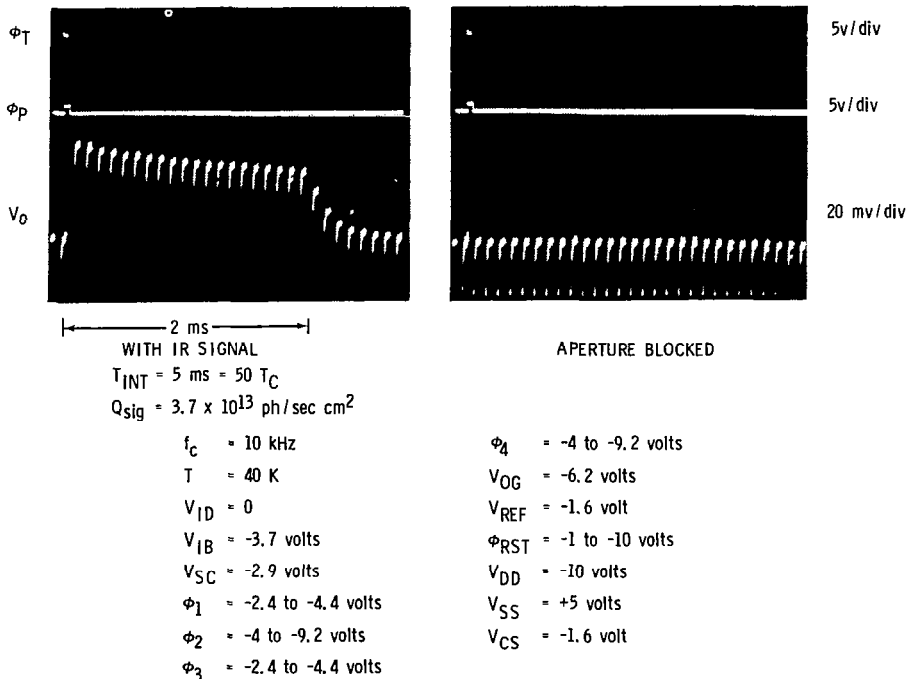 φT
5v/div
φP
5v/div
Vo
20 mv/div
2 ms
WITH IR SIGNAL
APERTURE BLOCKED
TINT = 5 ms = 50 TC
Qsig = 3.7 x 10¹³ ph/sec cm²
fc = 10 kHz
T = 40 K
VID = 0
VIB = -3.7 volts
VSC = -2.9 volts
φ1 = -2.4 to -4.4 volts
φ2 = -4 to -9.2 volts
φ3 = -2.4 to -4.4 volts
φ4 = -4 to -9.2 volts
VOG = -6.2 volts
VREF = -1.6 volt
φRST = -1 to -10 volts
VDD = -10 volts
VSS = +5 volts
VCS = -1.6 volt